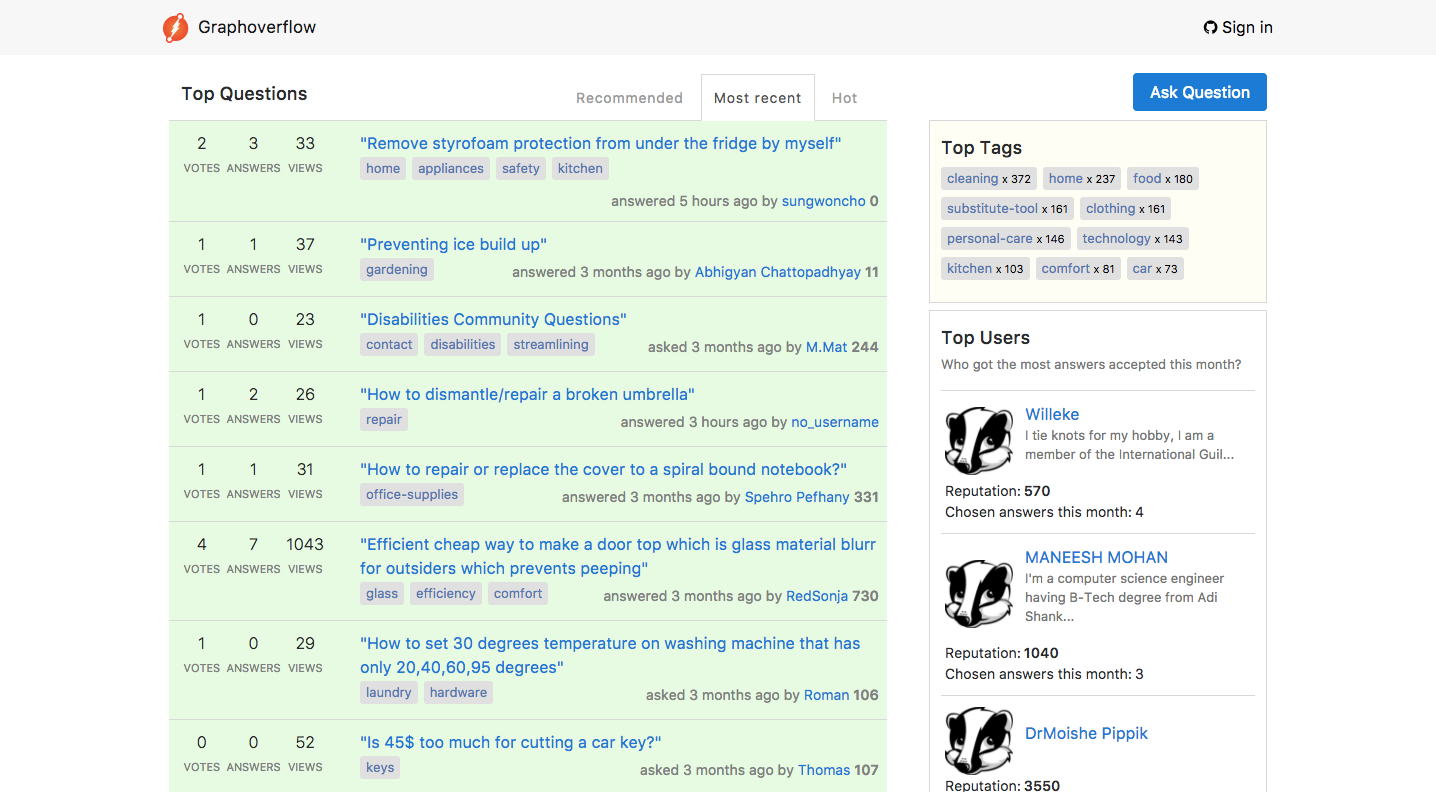 Graphoverflow
Sign in
Top Questions
Recommended
Most recent
Hot
Ask Question
2 3 33
VOTES ANSWERS VIEWS
"Remove styrofoam protection from under the fridge by myself"
home appliances safety kitchen
answered 5 hours ago by sungwoncho 0
1 1 37
VOTES ANSWERS VIEWS
"Preventing ice build up"
gardening
answered 3 months ago by Abhigyan Chattopadhyay 11
1 0 23
VOTES ANSWERS VIEWS
"Disabilities Community Questions"
contact disabilities streamlining
asked 3 months ago by M.Mat 244
1 2 26
VOTES ANSWERS VIEWS
"How to dismantle/repair a broken umbrella"
repair
answered 3 hours ago by no_username
1 1 31
VOTES ANSWERS VIEWS
"How to repair or replace the cover to a spiral bound notebook?"
office-supplies
answered 3 months ago by Spehro Pefhany 331
4 7 1043
VOTES ANSWERS VIEWS
"Efficient cheap way to make a door top which is glass material blurr
for outsiders which prevents peeping"
glass efficiency comfort
answered 3 months ago by RedSonja 730
1 0 29
VOTES ANSWERS VIEWS
"How to set 30 degrees temperature on washing machine that has
only 20,40,60,95 degrees"
laundry hardware
asked 3 months ago by Roman 106
0 0 52
VOTES ANSWERS VIEWS
"Is 45$ too much for cutting a car key?"
keys
asked 3 months ago by Thomas 107
Top Tags
cleaning x 372 home x 237 food x 180
substitute-tool x 161 clothing x 161
personal-care x 146 technology x 143
kitchen x 103 comfort x 81 car x 73
Top Users
Who got the most answers accepted this month?
Willeke
I tie knots for my hobby, I am a
member of the International Guil...
Reputation: 570
Chosen answers this month: 4
MANEESH MOHAN
I'm a computer science engineer
having B-Tech degree from Adi
Shank...
Reputation: 1040
Chosen answers this month: 3
DrMoishe Pippik
Reputation: 3550